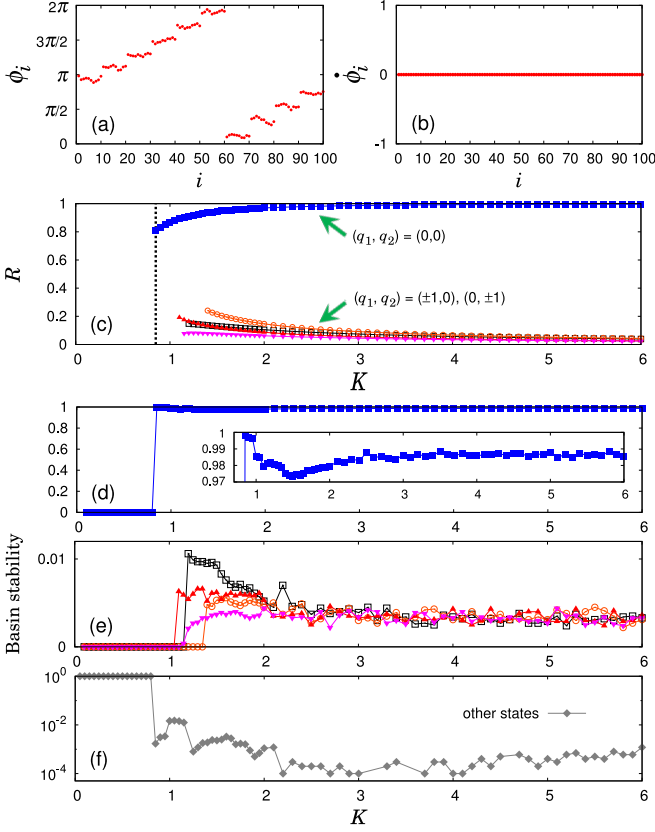 2π
3π/2
π
π/2
0
ϕi
(a)
0 10 20 30 40 50 60 70 80 90 100
i
1
0
-1
ϕ̇i
(b)
0 10 20 30 40 50 60 70 80 90 100
i
1
0.8
0.6
0.4
0.2
0
R
(q1, q2) = (0,0)
(q1, q2) = (±1,0), (0, ±1)
(c)
0 1 2 3 4 5 6
K
1
0.8
0.6
0.4
0.2
0
(d)
1
0.99
0.98
0.97
1 2 3 4 5 6
0 1 2 3 4 5 6
Basin stability
0.01
0
(e)
0 1 2 3 4 5 6
10^0
10^-2
10^-4
other states
(f)
0 1 2 3 4 5 6
K